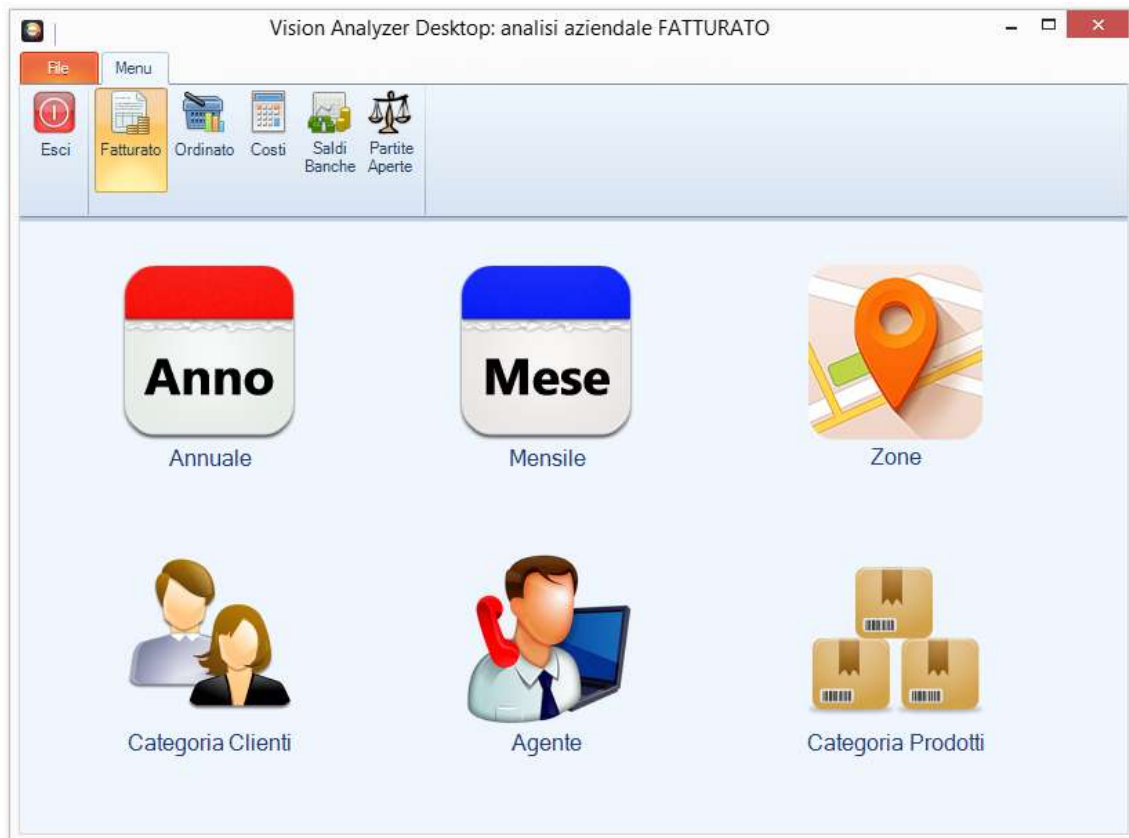 Vision Analyzer Desktop: analisi aziendale FATTURATO
File Menu
Esci Fatturato Ordinato Costi Saldi Banche Partite Aperte
Anno Mese
Annuale Mensile Zone
Categoria Clienti Agente Categoria Prodotti